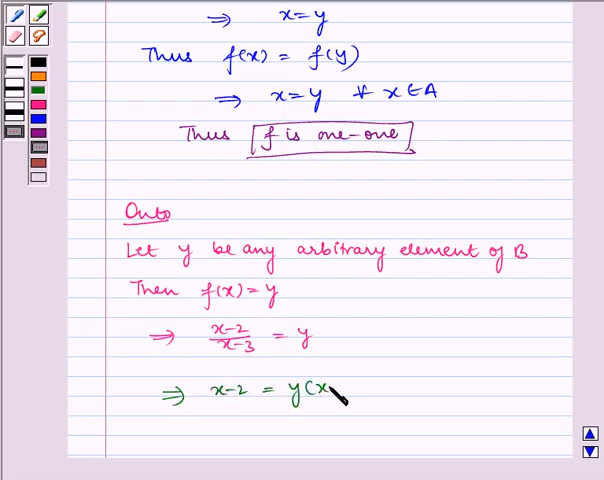 ⇒ x = y
Thus f(x) = f(y)
⇒ x = y ∀ x ∈ A
Thus f is one-one
Onto
Let y be any arbitrary element of B
Then f(x) = y
⇒ x-2/x-3 = y
⇒ x-2 = y(x